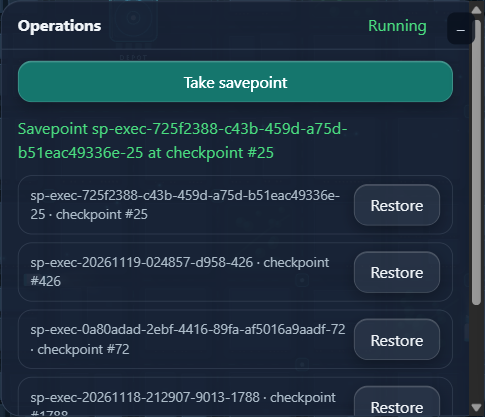 Operations
Running
–
Take savepoint
Savepoint sp-exec-725f2388-c43b-459d-a75d-
b51eac49336e-25 at checkpoint #25
sp-exec-725f2388-c43b-459d-a75d-b51eac49336e-
25 · checkpoint #25
Restore
sp-exec-20261119-024857-d958-426 · checkpoint
#426
Restore
sp-exec-0a80adad-2ebf-4416-89fa-af5016a9aadf-72
· checkpoint #72
Restore
sp-exec-20261118-212907-9013-1788 · checkpoint
#1788
Restore